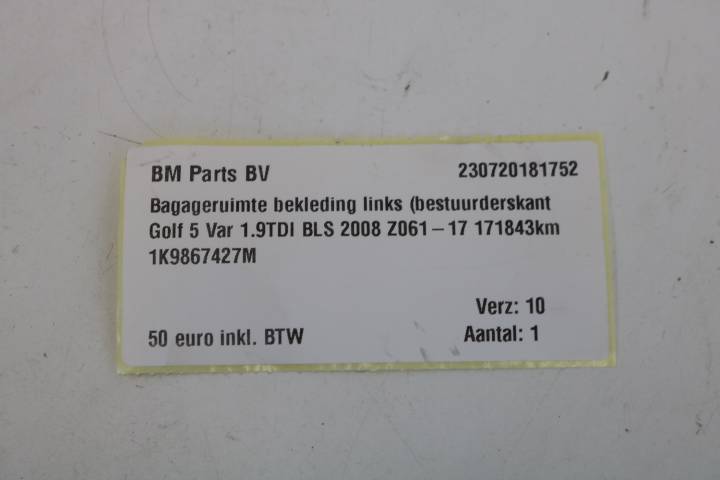 BM Parts BV 230720181752
Bagageruimte bekleding links (bestuurderskant
Golf 5 Var 1.9TDI BLS 2008 Z061-17 171843km
1K9867427M
Verz: 10
50 euro inkl. BTW Aantal: 1